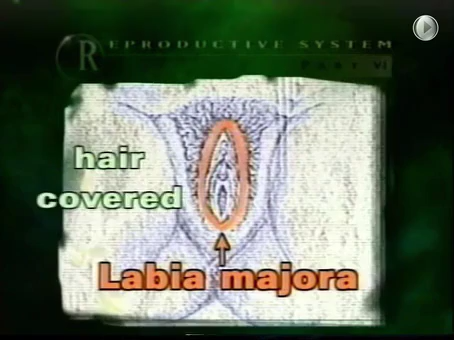 REPRODUCTIVE SYSTEM
PART VI
hair
covered
Labia majora